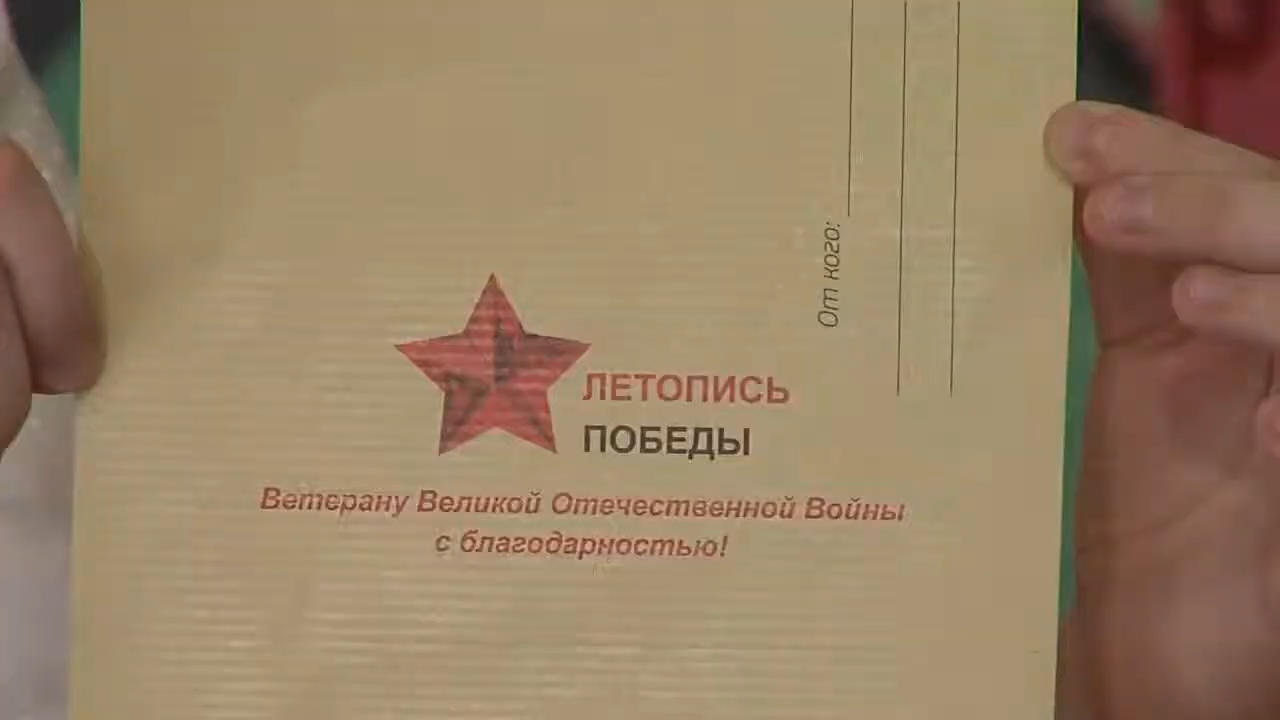 От кого:
ЛЕТОПИСЬ
ПОБЕДЫ
Ветерану Великой Отечественной Войны
с благодарностью!